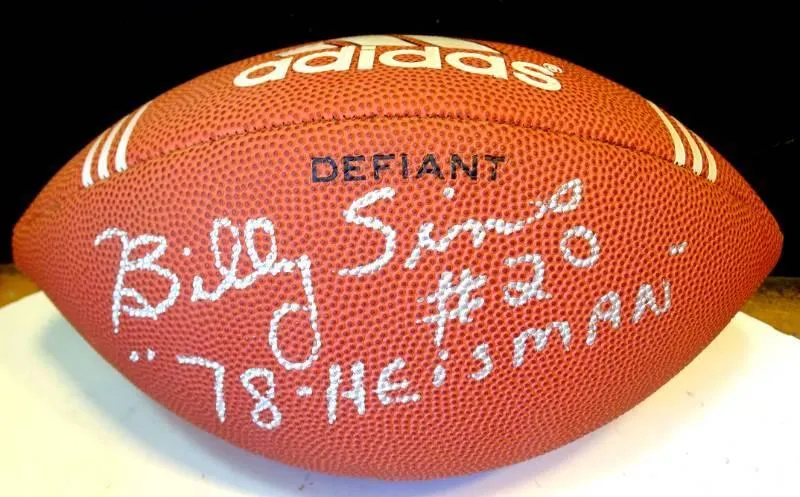 adidas®
DEFIANT
Billy Sims
#20
"78-HEisMAN"